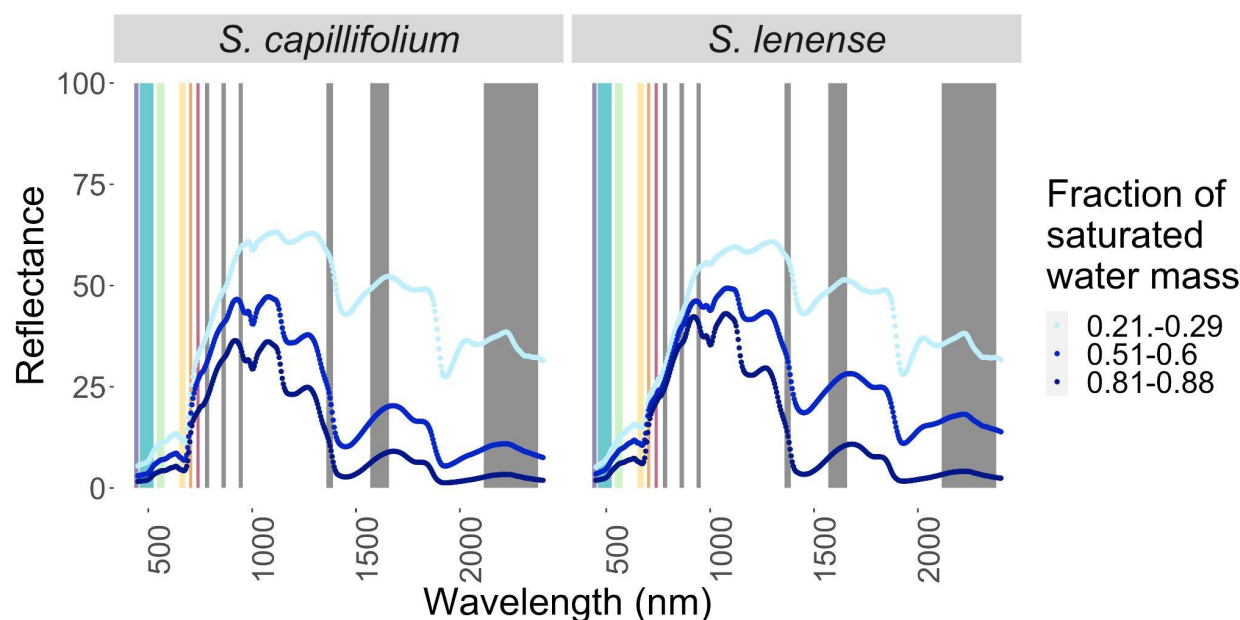 S. capillifolium
S. lenense
100
75
50
25
0
Reflectance
500
1000
1500
2000
500
1000
1500
2000
Wavelength (nm)
Fraction of
saturated
water mass
0.21.-0.29
0.51-0.6
0.81-0.88